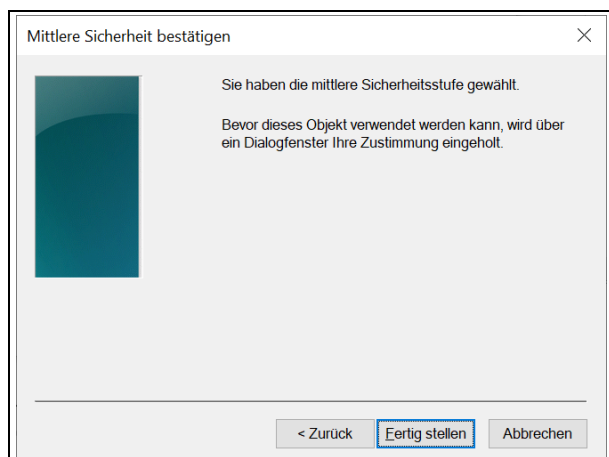 Mittlere Sicherheit bestätigen
Sie haben die mittlere Sicherheitsstufe gewählt.
Bevor dieses Objekt verwendet werden kann, wird über
ein Dialogfenster Ihre Zustimmung eingeholt.
< Zurück Fertig stellen Abbrechen